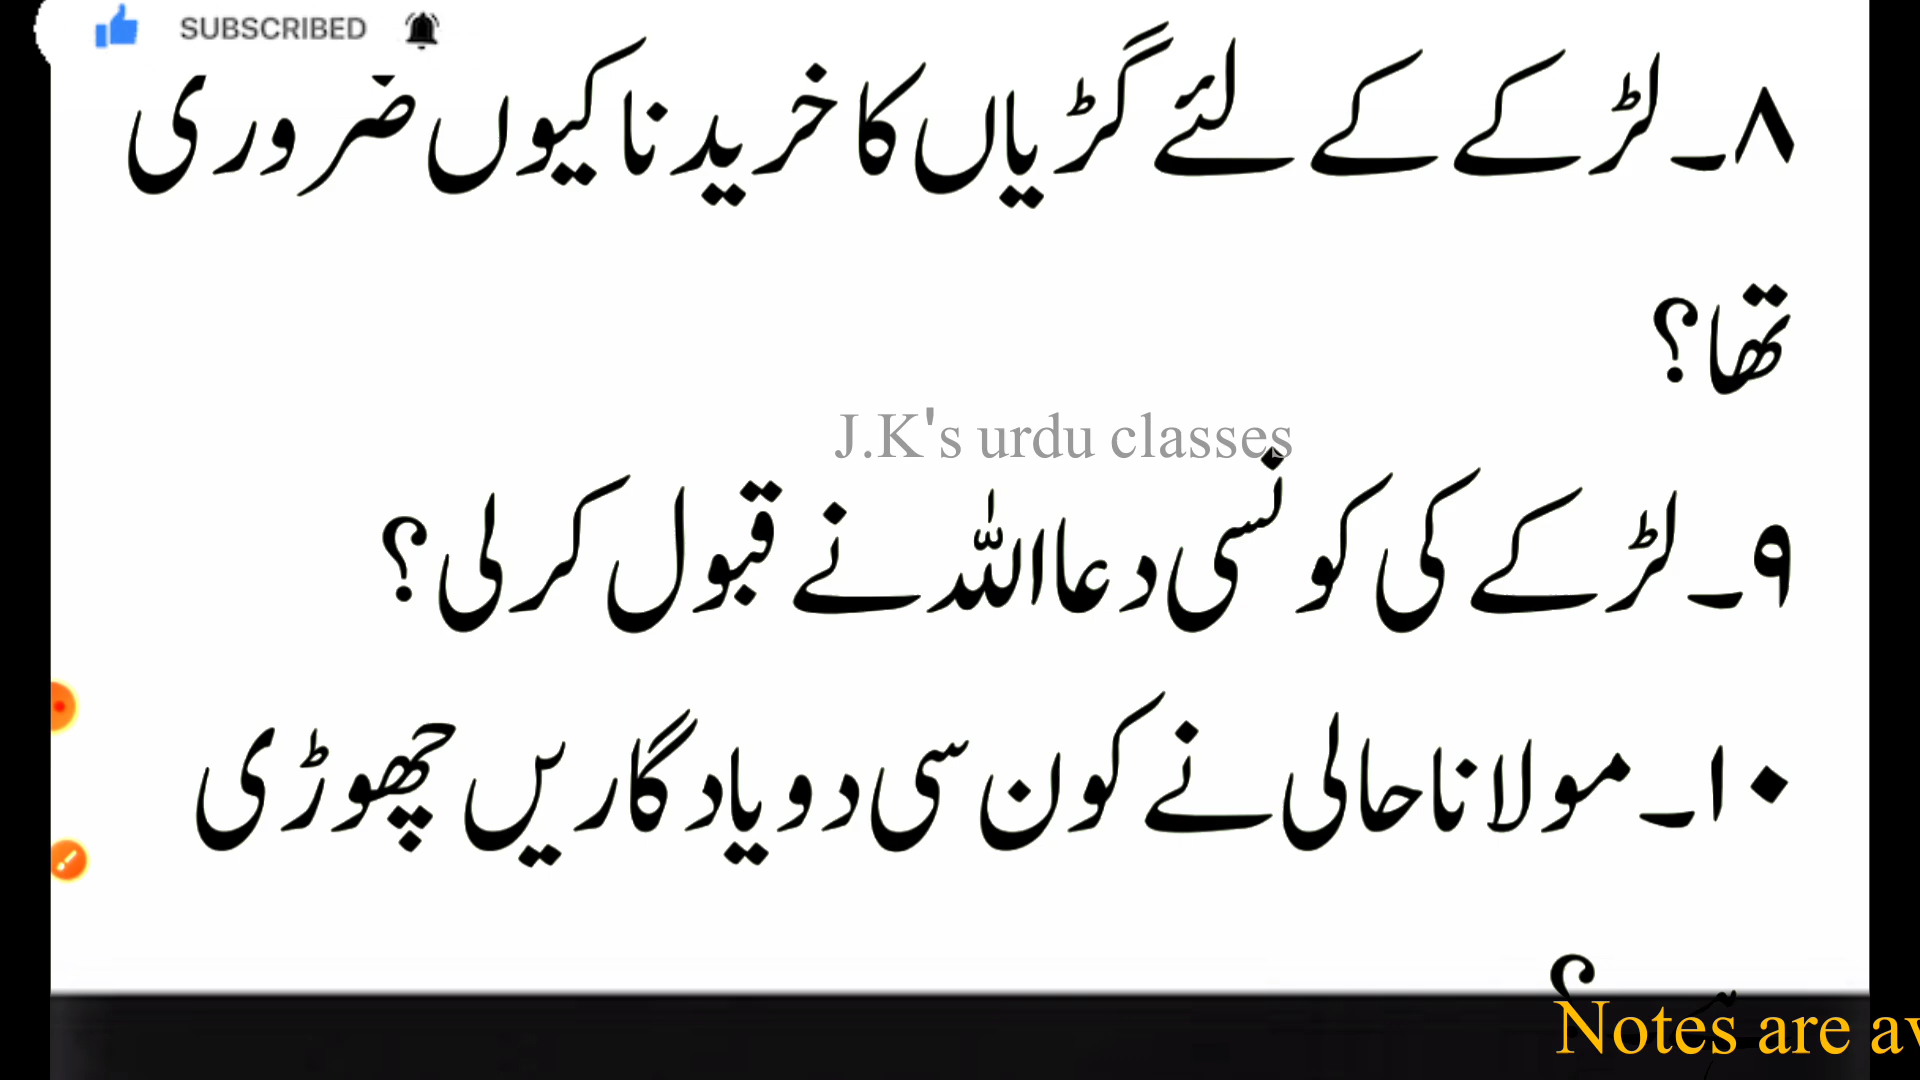 SUBSCRIBED
۸۔لڑکے کے لئے گڑیاں کا خریدنا کیوں ضروری
تھا؟
J.K's urdu classes
۹۔لڑکے کی کونسی دعا اللہ نے قبول کرلی؟
۱۰۔مولانا حالی نے کون سی دو یادگاریں چھوڑی
؟
Notes are av